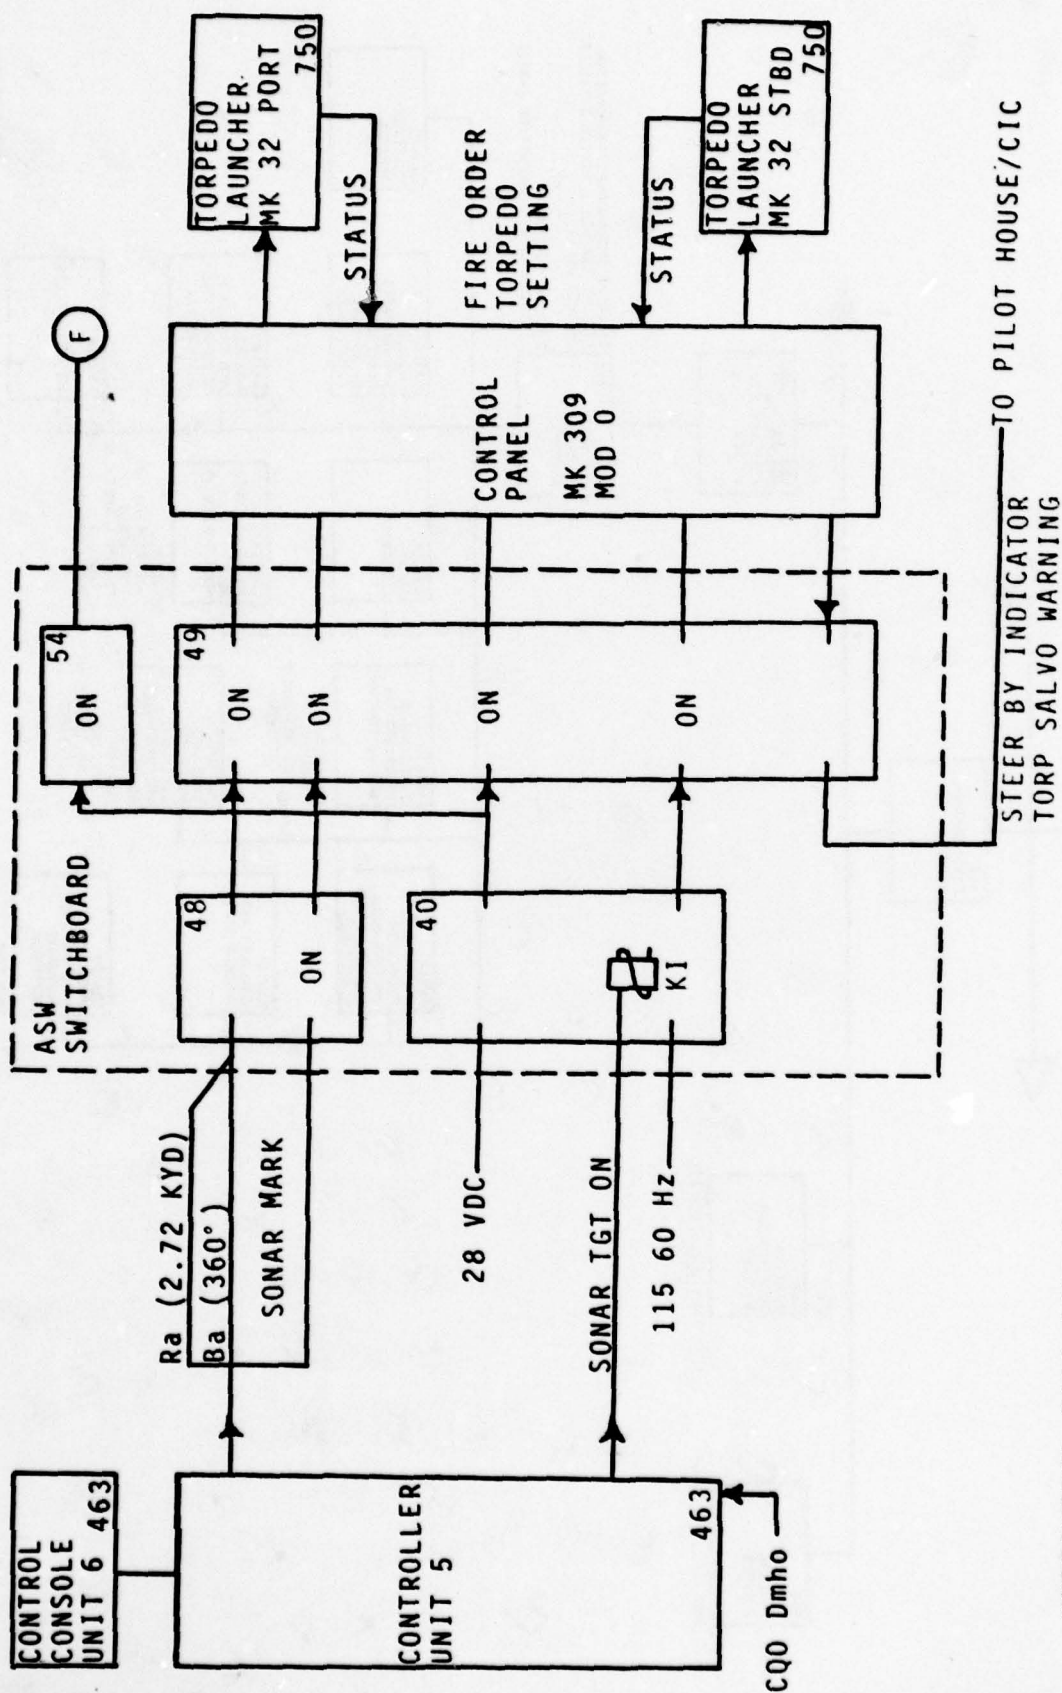 CONTROL
CONSOLE
UNIT 6
463
CONTROLLER
UNIT 5
463
CQO Dmho
Ra (2.72 KYD)
Ba (360°)
SONAR MARK
28 VDC
SONAR TGT ON
115 60 Hz
ASW
SWITCHBOARD
48
ON
40
K1
54
ON
49
ON
ON
ON
ON
F
CONTROL
PANEL
MK 309
MOD 0
FIRE ORDER
TORPEDO
SETTING
STATUS
STATUS
TORPEDO
LAUNCHER
MK 32 PORT
750
TORPEDO
LAUNCHER
MK 32 STBD
750
TO PILOT HOUSE/CIC
STEER BY INDICATOR
TORP SALVO WARNING